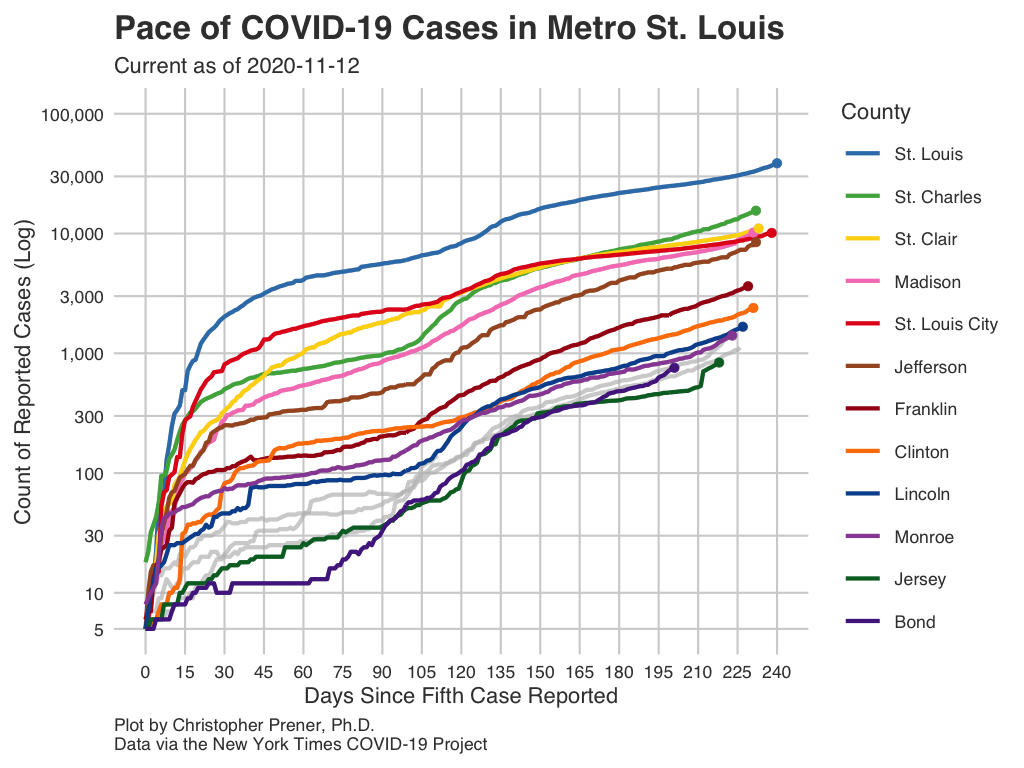 Pace of COVID-19 Cases in Metro St. Louis
Current as of 2020-11-12
Count of Reported Cases (Log)
100,000
30,000
10,000
3,000
1,000
300
100
30
10
5
0 15 30 45 60 75 90 105 120 135 150 165 180 195 210 225 240
Days Since Fifth Case Reported
County
St. Louis
St. Charles
St. Clair
Madison
St. Louis City
Jefferson
Franklin
Clinton
Lincoln
Monroe
Jersey
Bond
Plot by Christopher Prener, Ph.D.
Data via the New York Times COVID-19 Project